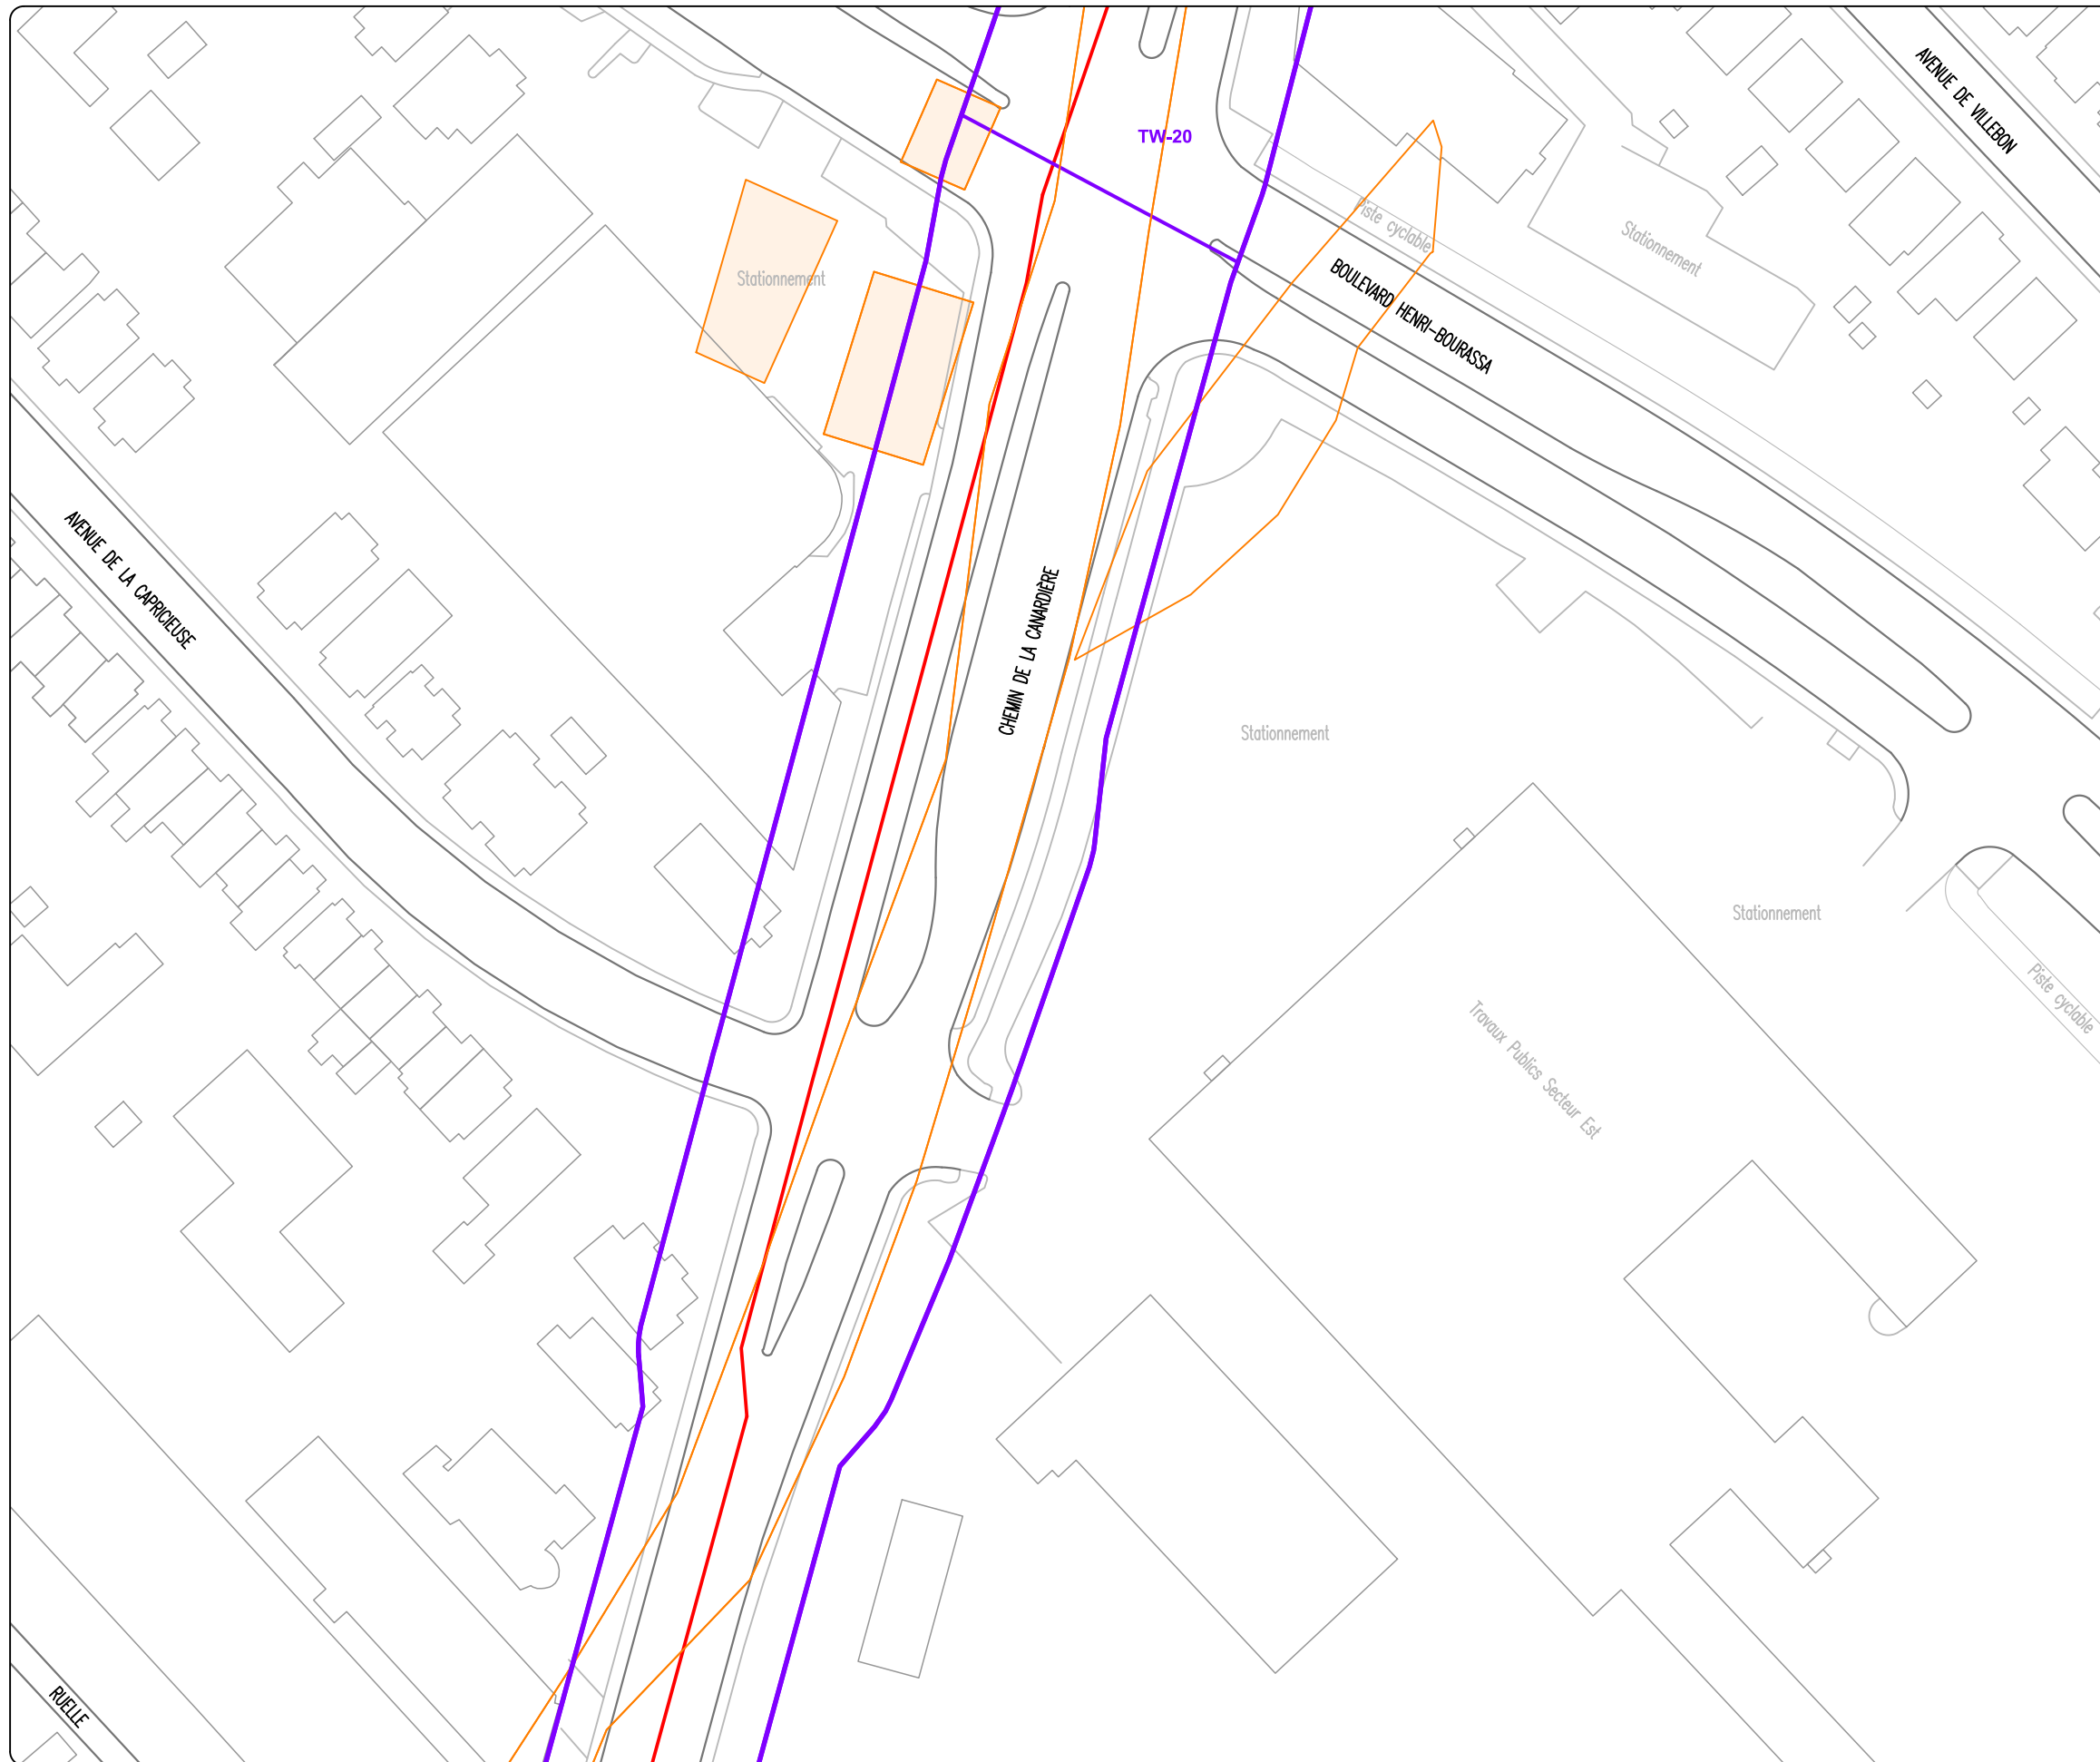 AVENUE DE VILLEBON
TW-20
Piste cyclable
Stationnement
Stationnement
BOULEVARD HENRI-BOURASSA
AVENUE DE LA CAPRICIEUSE
CHEMIN DE LA CANARDIÈRE
Stationnement
Stationnement
Piste cyclable
Travaux Publics Secteur Est
RUELLE